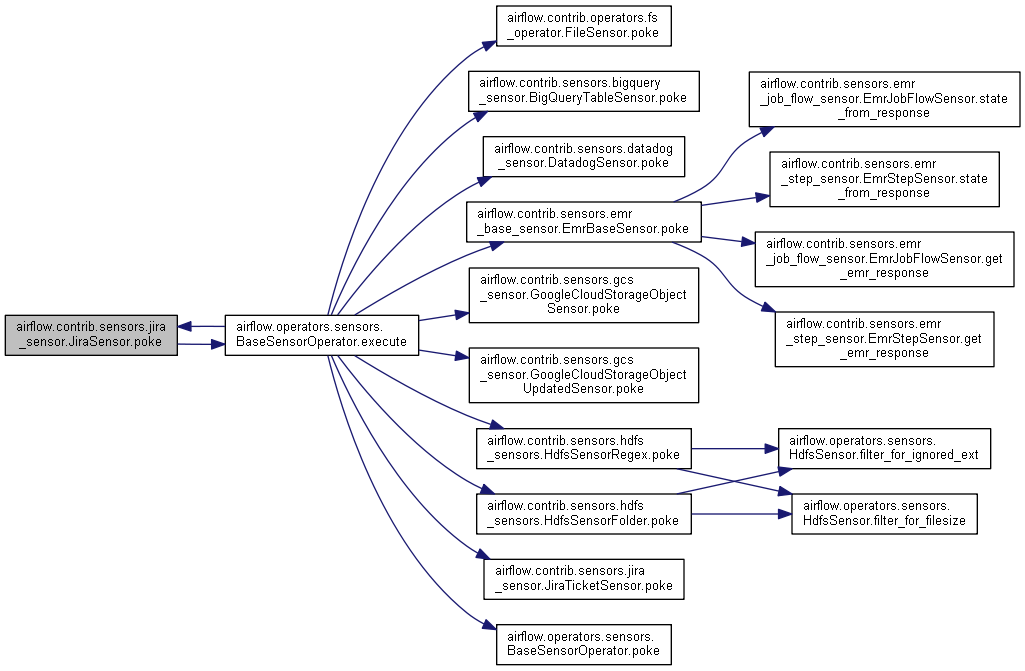 airflow.contrib.operators.fs
_operator.FileSensor.poke
airflow.contrib.sensors.bigquery
_sensor.BigQueryTableSensor.poke
airflow.contrib.sensors.datadog
_sensor.DatadogSensor.poke
airflow.contrib.sensors.emr
_base_sensor.EmrBaseSensor.poke
airflow.contrib.sensors.gcs
_sensor.GoogleCloudStorageObject
Sensor.poke
airflow.contrib.sensors.jira
_sensor.JiraSensor.poke
airflow.operators.sensors.
BaseSensorOperator.execute
airflow.contrib.sensors.gcs
_sensor.GoogleCloudStorageObject
UpdatedSensor.poke
airflow.contrib.sensors.hdfs
_sensors.HdfsSensorRegex.poke
airflow.contrib.sensors.hdfs
_sensors.HdfsSensorFolder.poke
airflow.contrib.sensors.jira
_sensor.JiraTicketSensor.poke
airflow.operators.sensors.
BaseSensorOperator.poke
airflow.contrib.sensors.emr
_job_flow_sensor.EmrJobFlowSensor.state
_from_response
airflow.contrib.sensors.emr
_step_sensor.EmrStepSensor.state
_from_response
airflow.contrib.sensors.emr
_job_flow_sensor.EmrJobFlowSensor.get
_emr_response
airflow.contrib.sensors.emr
_step_sensor.EmrStepSensor.get
_emr_response
airflow.operators.sensors.
HdfsSensor.filter_for_ignored_ext
airflow.operators.sensors.
HdfsSensor.filter_for_filesize